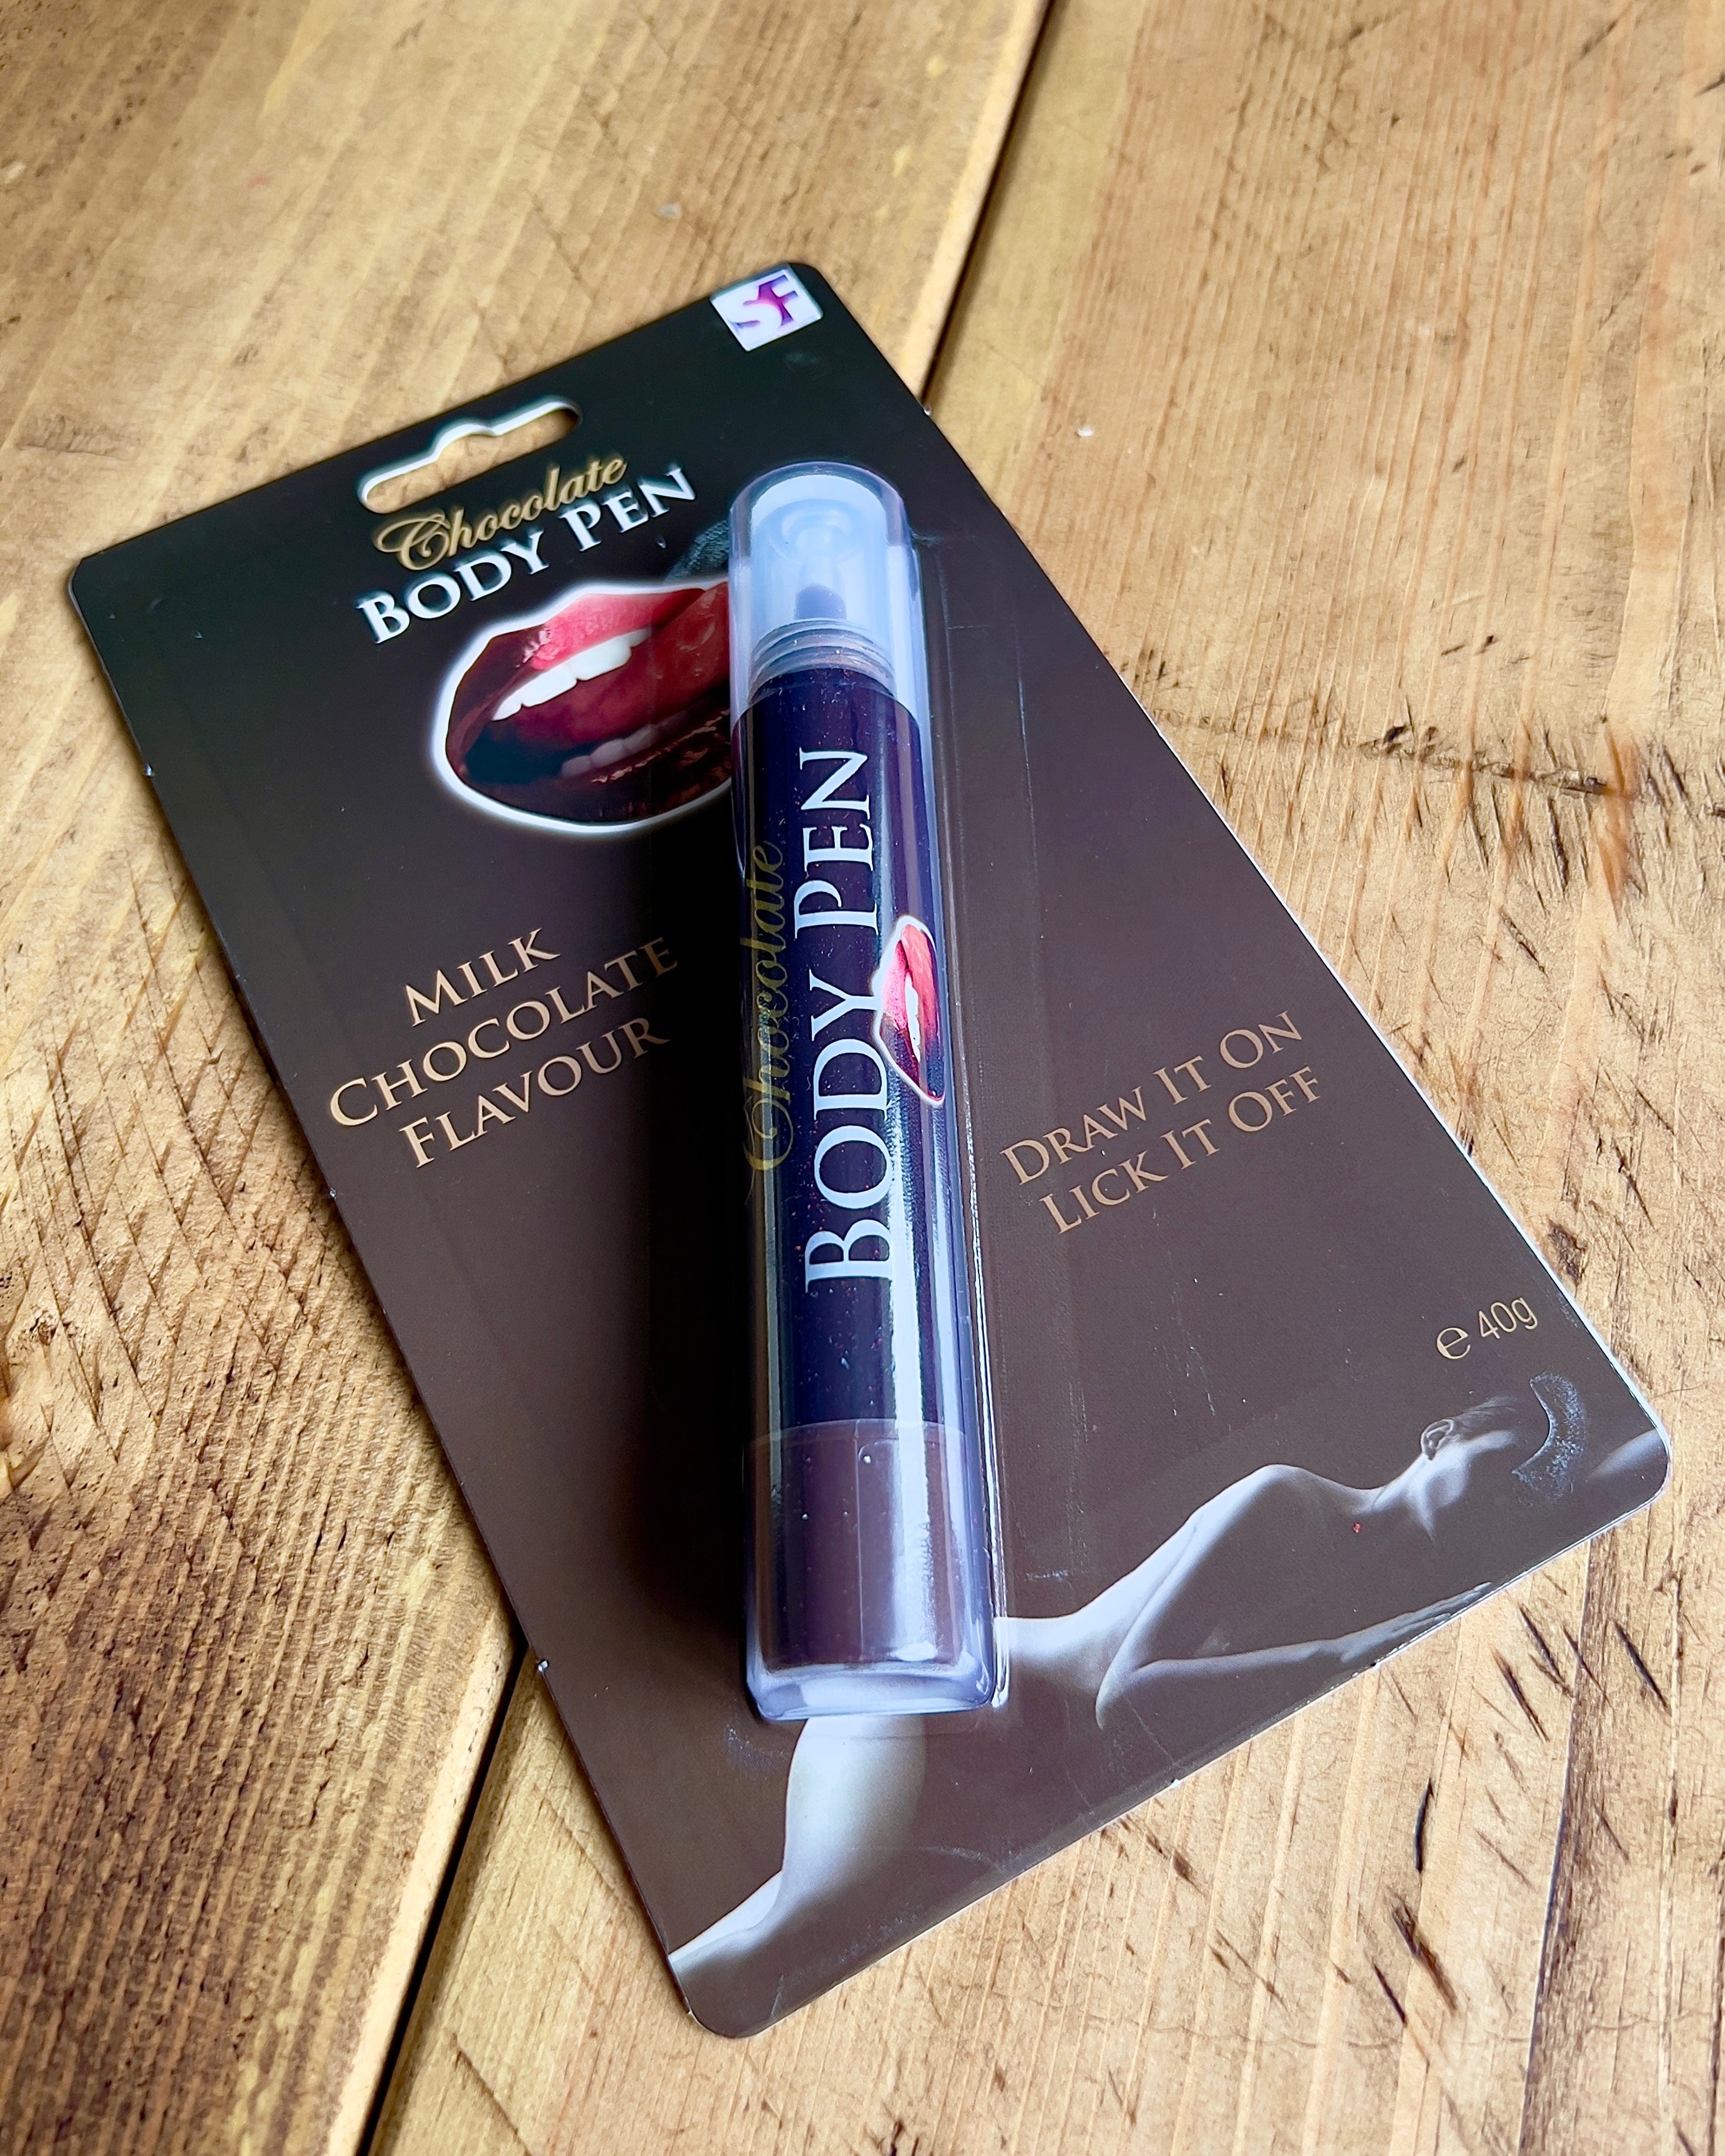 SF
Chocolate
BODY PEN
MILK
CHOCOLATE
FLAVOUR
Chocolate
BODY PEN
DRAW IT ON
LICK IT OFF
℮ 40g